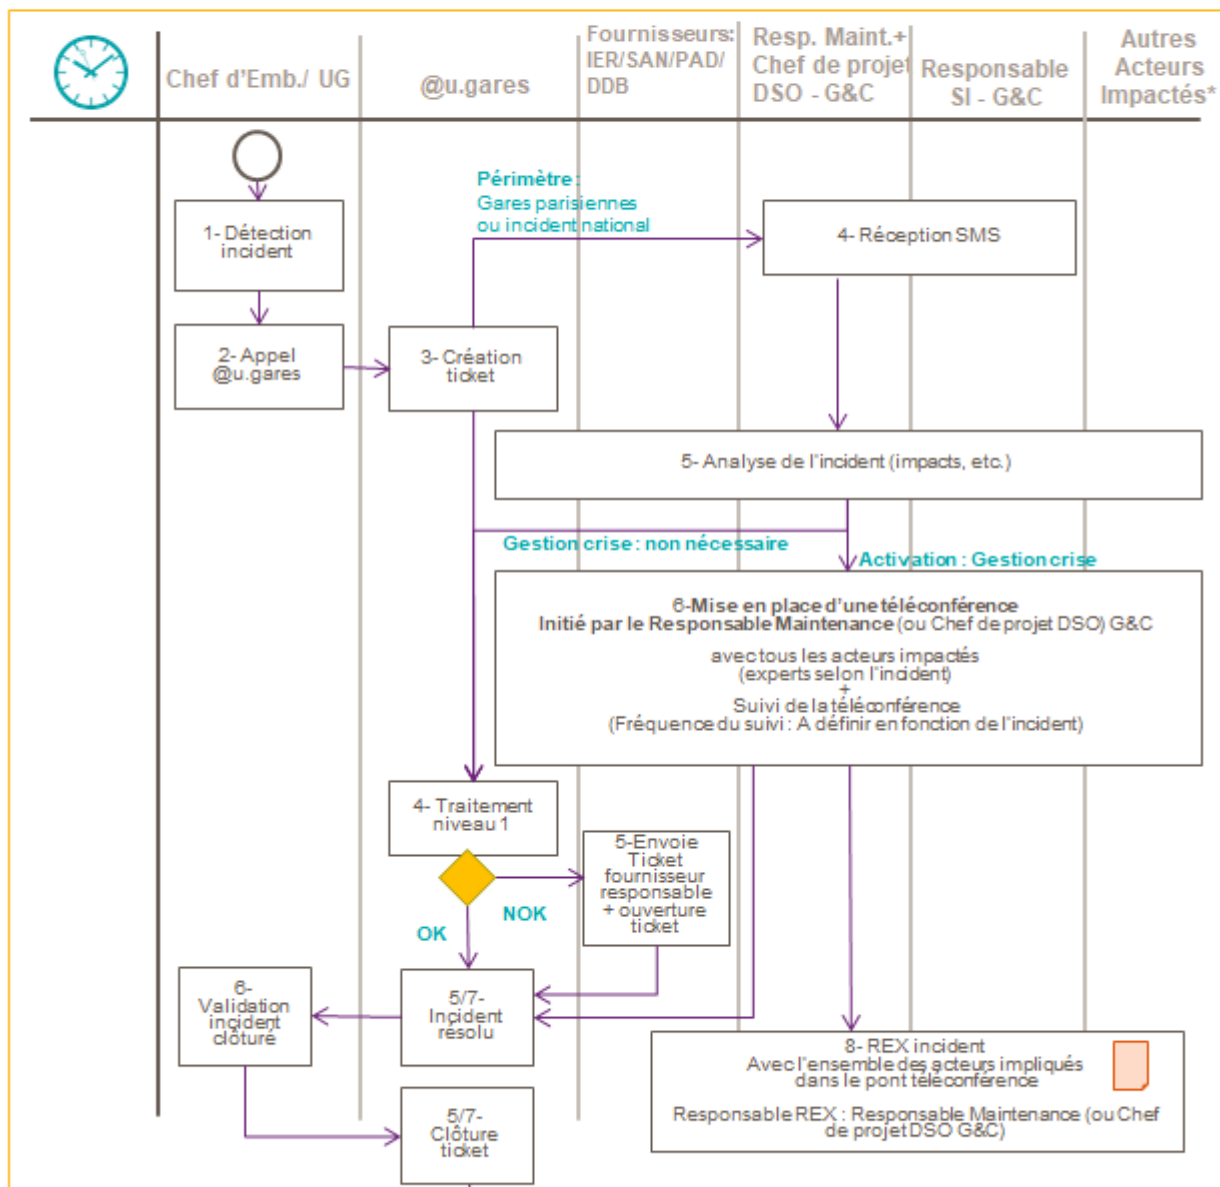 Chef d'Emb./ UG
@u.gares
Fournisseurs:
IER/SAN/PAD/
DDB
Resp. Maint.+
Chef de projet
DSO - G&C
Responsable
SI - G&C
Autres
Acteurs
Impactés*
1- Détection
incident
Périmètre :
Gares parisiennes
ou incident national
4- Réception SMS
2- Appel
@u.gares
3- Création
ticket
5- Analyse de l'incident (impacts, etc.)
Gestion crise : non nécessaire
Activation : Gestion crise
6-Mise en place d'une téléconférence
Initié par le Responsable Maintenance (ou Chef de projet DSO) G&C
avec tous les acteurs impactés
(experts selon l'incident)
+
Suivi de la téléconférence
(Fréquence du suivi : A définir en fonction de l'incident)
4- Traitement
niveau 1
5-Envoie
Ticket
fournisseur
responsable
+ ouverture
ticket
NOK
OK
6-
Validation
incident
clôturé
5/7-
Incident
résolu
8- REX incident
Avec l'ensemble des acteurs impliqués
dans le pont téléconférence
Responsable REX : Responsable Maintenance (ou Chef
de projet DSO G&C)
5/7-
Clôture
ticket